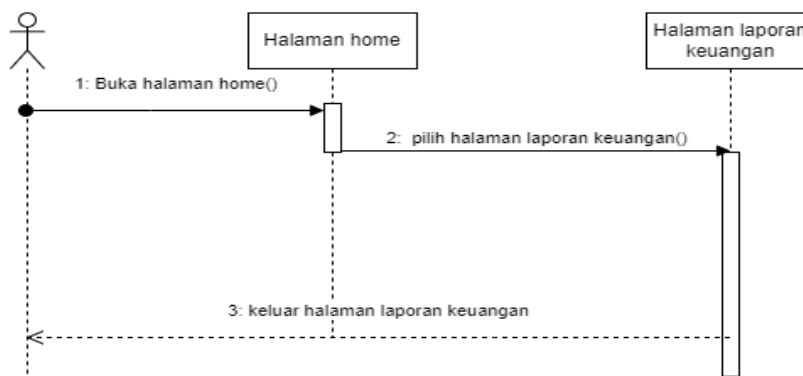 Halaman home
Halaman laporan
keuangan
1: Buka halaman home()
2: pilih halaman laporan keuangan()
3: keluar halaman laporan keuangan